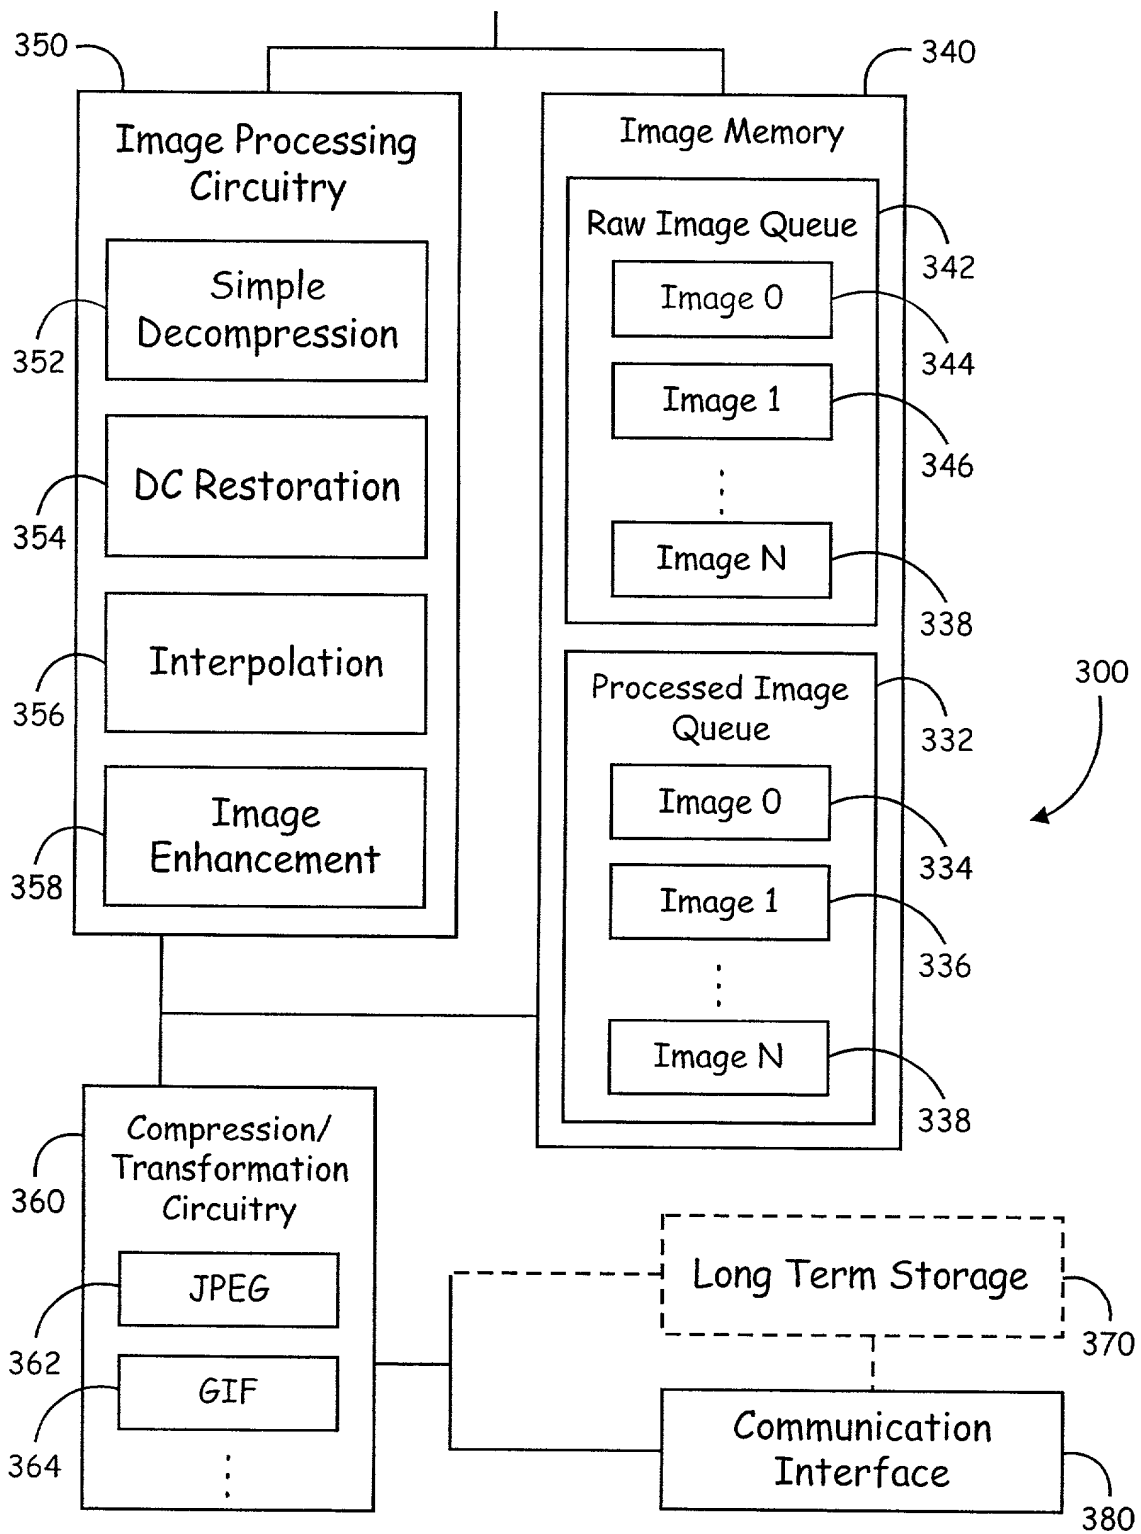 350
340
Image Processing
Circuitry
Simple
Decompression
352
DC Restoration
354
Interpolation
356
Image
Enhancement
358
Image Memory
Raw Image Queue
342
Image 0
344
Image 1
346
Image N
338
Processed Image
Queue
332
Image 0
334
Image 1
336
Image N
338
300
Compression/
Transformation
Circuitry
360
JPEG
362
GIF
364
Long Term Storage
370
Communication
Interface
380